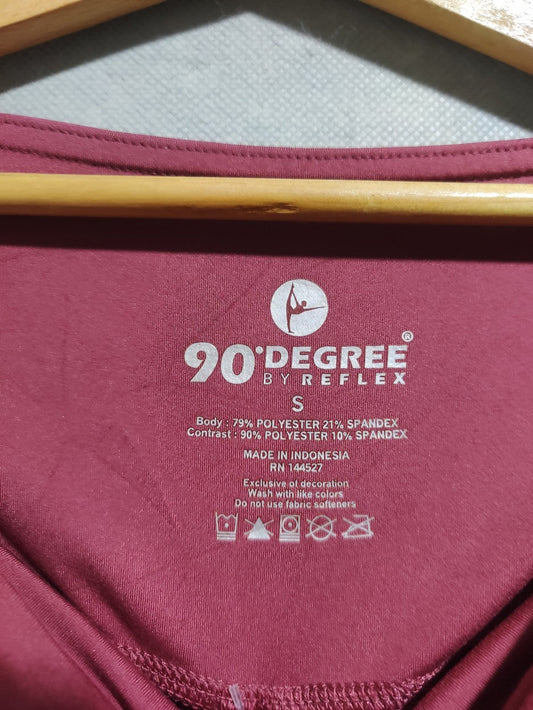 90°DEGREE®
BY REFLEX
S
Body : 79% POLYESTER 21% SPANDEX
Contrast : 90% POLYESTER 10% SPANDEX
MADE IN INDONESIA
RN 144527
Exclusive of decoration
Wash with like colors
Do not use fabric softeners